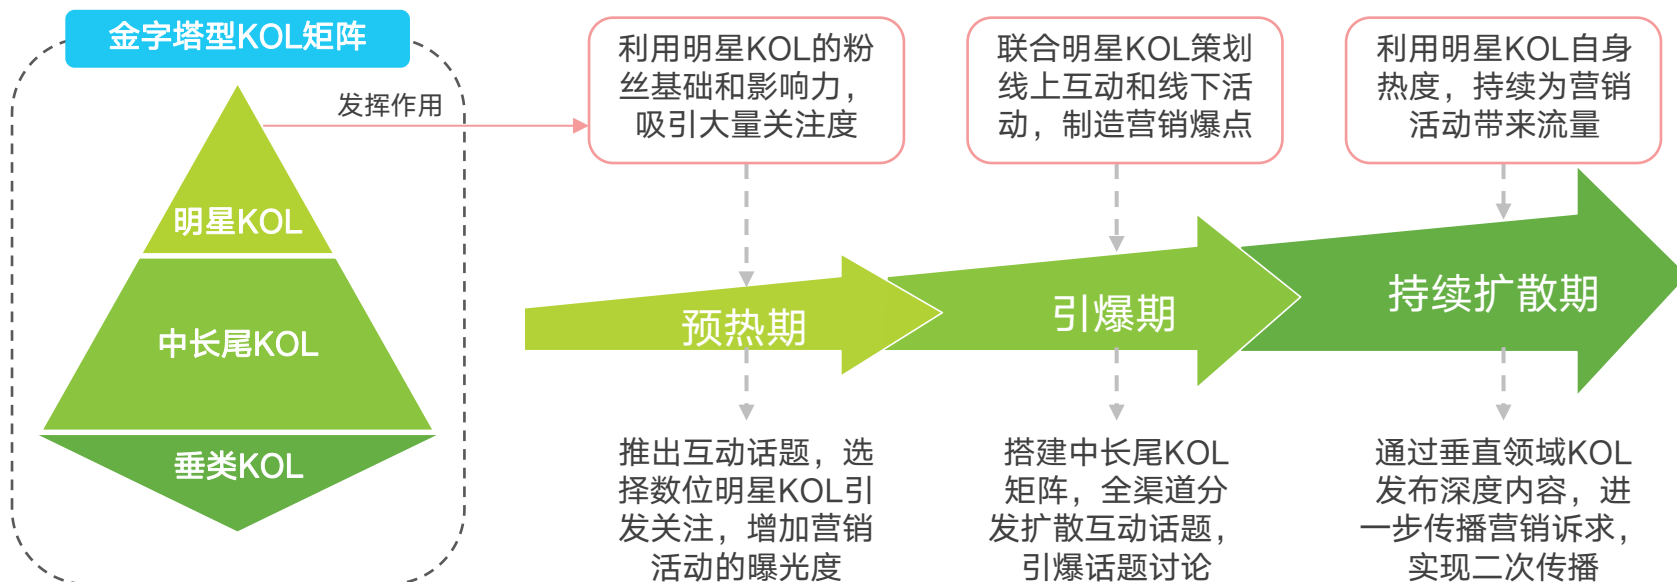 金字塔型KOL矩阵
明星KOL
中长尾KOL
垂类KOL
发挥作用
利用明星KOL的粉
丝基础和影响力，
吸引大量关注度
联合明星KOL策划
线上互动和线下活
动，制造营销爆点
利用明星KOL自身
热度，持续为营销
活动带来流量
预热期
引爆期
持续扩散期
推出互动话题，选
择数位明星KOL引
发关注，增加营销
活动的曝光度
搭建中长尾KOL
矩阵，全渠道分
发扩散互动话题，
引爆话题讨论
通过垂直领域KOL
发布深度内容，进
一步传播营销诉求，
实现二次传播